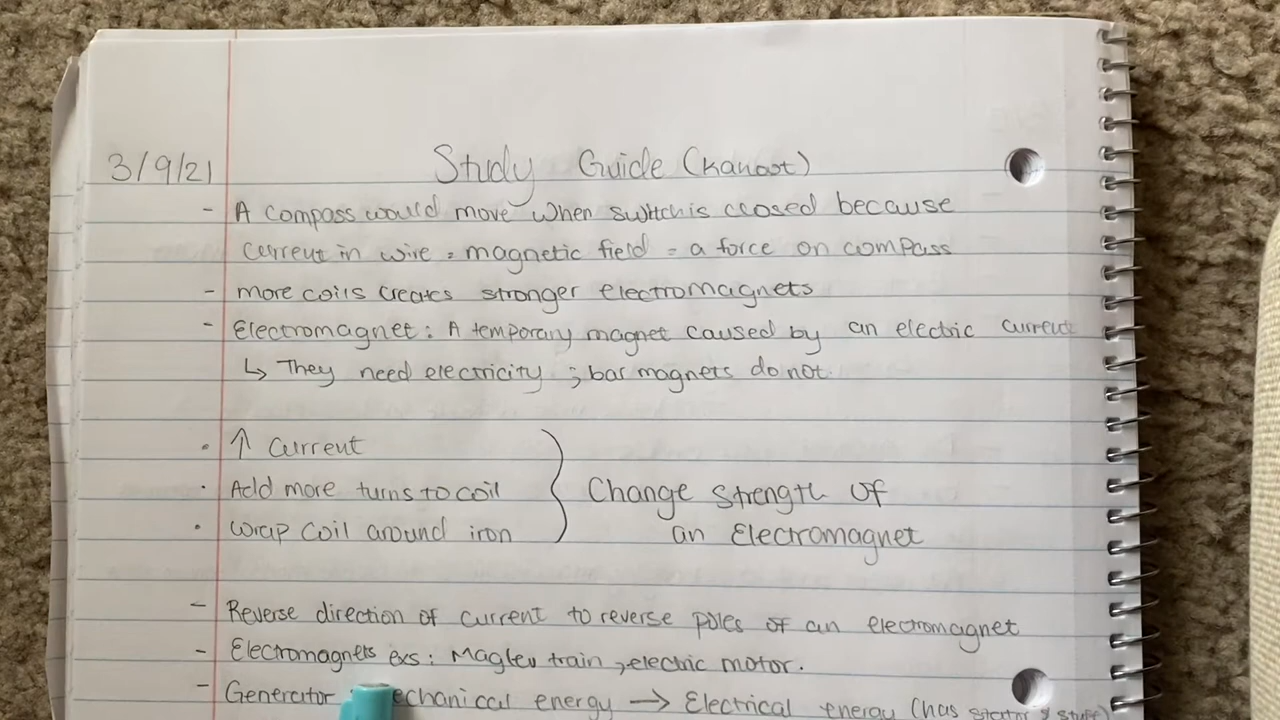 3/9/21 Study Guide (Kahoot)
- A compass would move when switch is closed because
current in wire = magnetic field = a force on compass
- more coils creates stronger electromagnets
- Electromagnet: A temporary magnet caused by an electric current
↳ They need electricity ; bar magnets do not.
• ↑ Current
• Add more turns to coil
• Wrap coil around iron
Change Strength of
an Electromagnet
- Reverse direction of current to reverse poles of an electromagnet
- Electromagnets exs: Maglev train, electric motor.
- Generator echanical energy → Electrical energy (has stator & stuff)